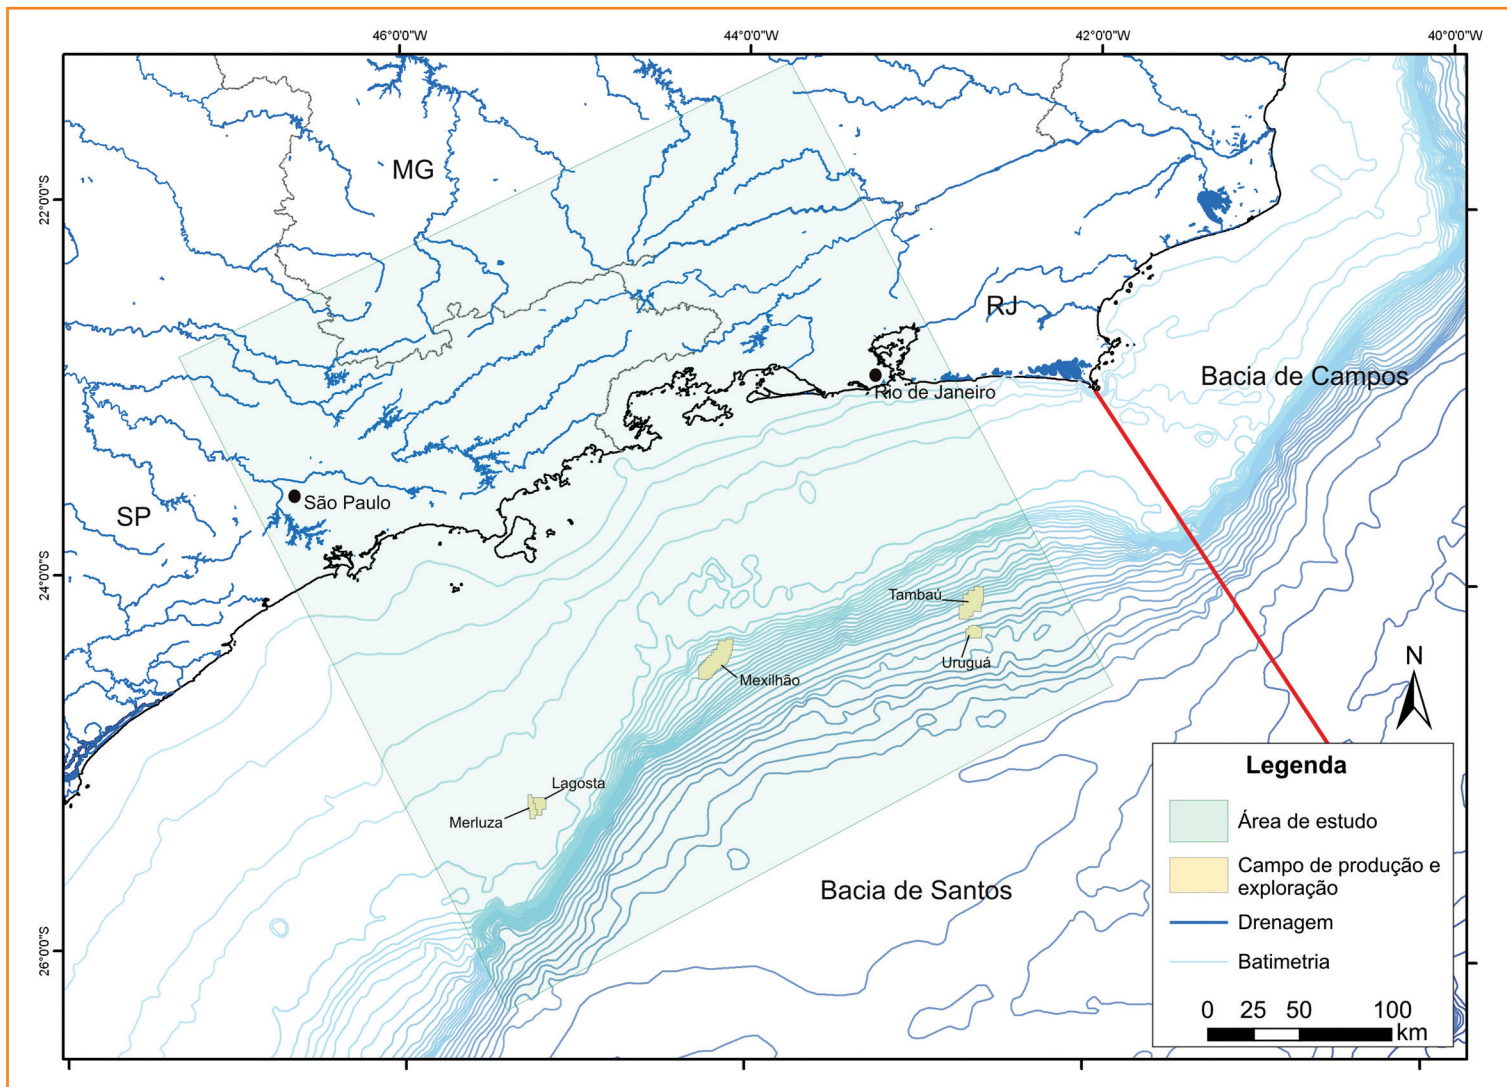 46°0'0"W
44°0'0"W
42°0'0"W
40°0'0"W
22°0'0"S
24°0'0"S
26°0'0"S
MG
RJ
SP
Bacia de Campos
Rio de Janeiro
São Paulo
Tambaú
Uruguá
Mexilhão
Lagosta
Merluza
Bacia de Santos
N
Legenda
Área de estudo
Campo de produção e
exploração
Drenagem
Batimetria
0 25 50 100
km